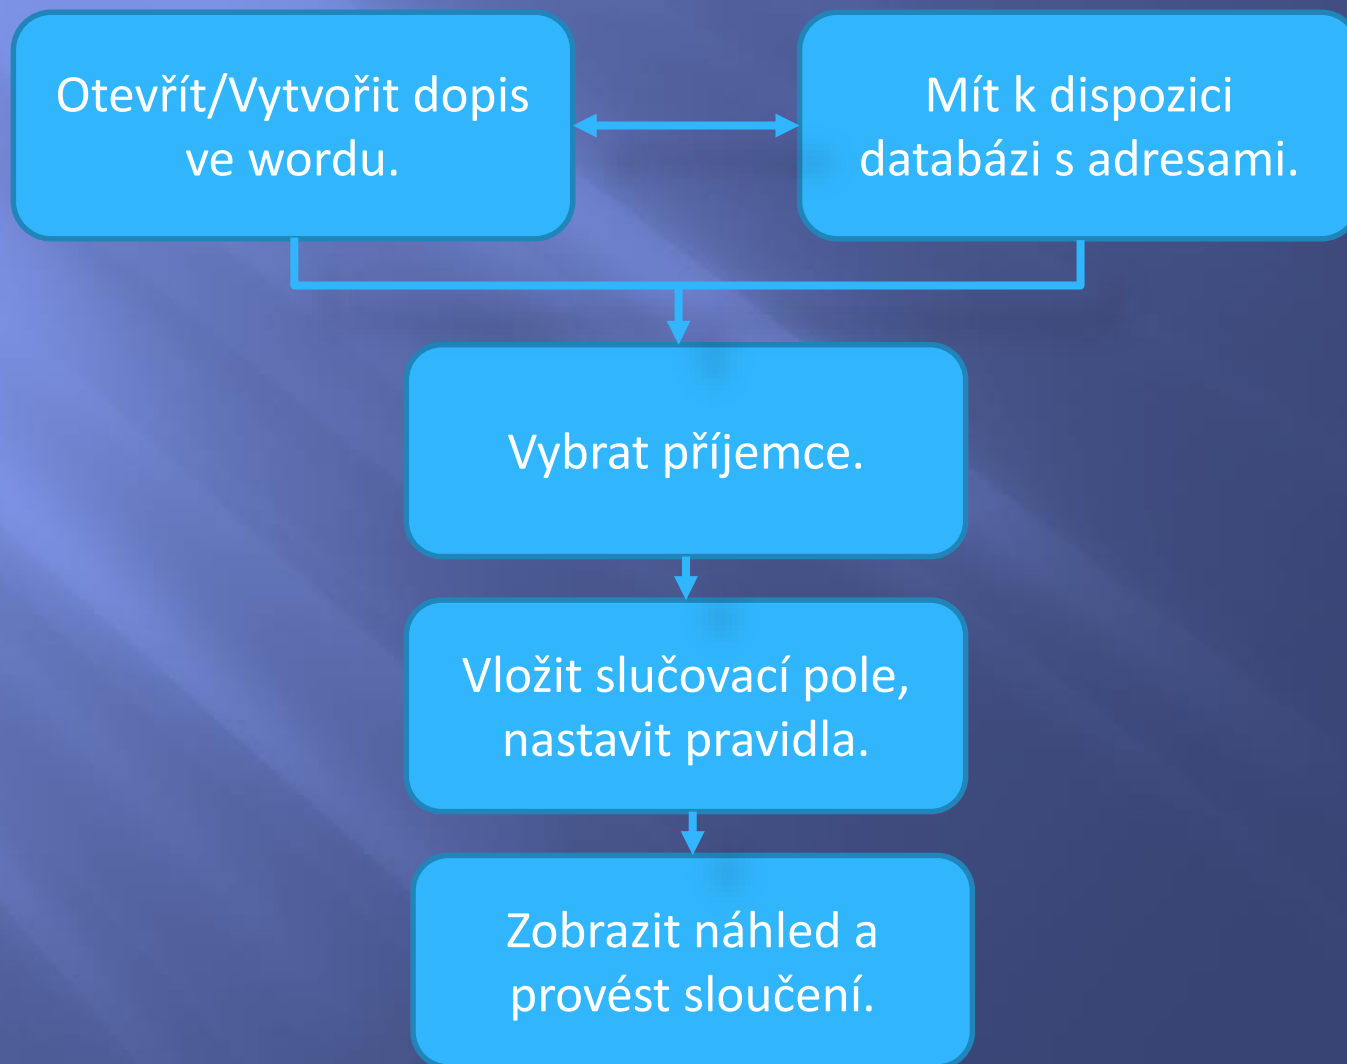 Otevřít/Vytvořit dopis
ve wordu.
Mít k dispozici
databázi s adresami.
Vybrat příjemce.
Vložit slučovací pole,
nastavit pravidla.
Zobrazit náhled a
provést sloučení.